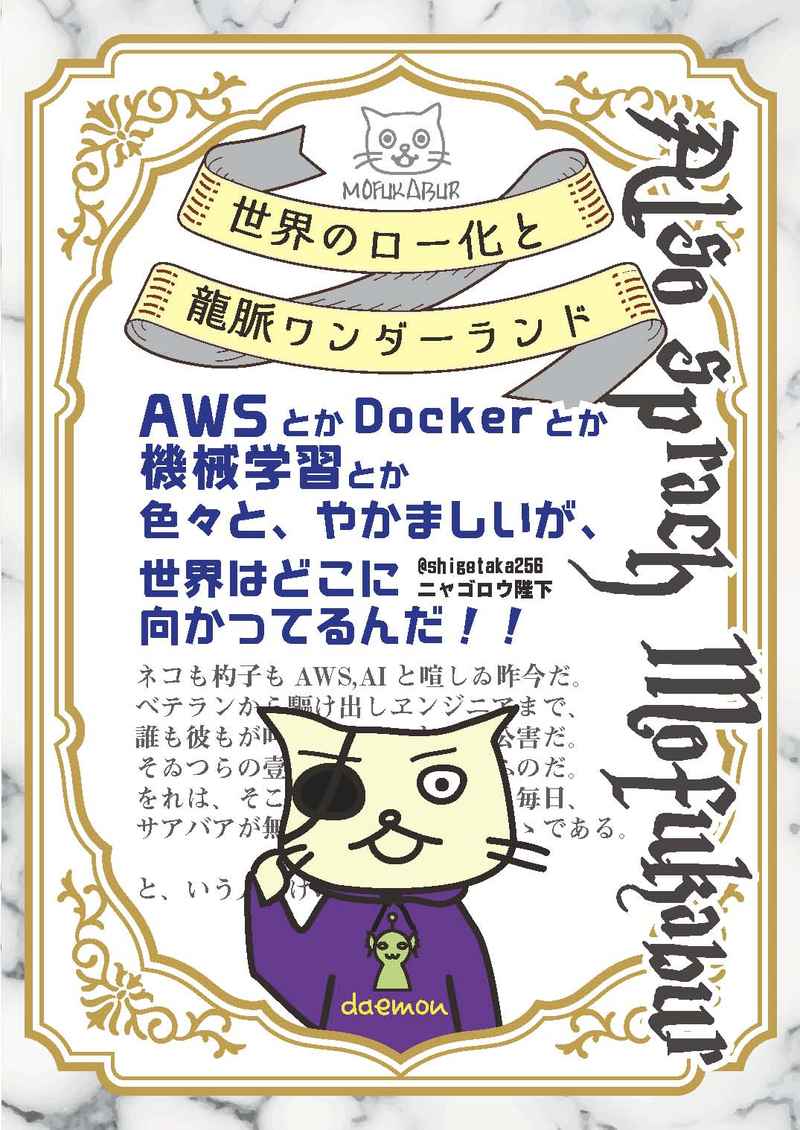 MOFUKABUR
世界のロー化と
龍脈ワンダーランド
Also sprach Mofukabur
AWSとかDockerとか
機械学習とか
色々と、やかましいが、
世界はどこに
向かってるんだ！！
@shigetaka256
ニャゴロウ陛下
ネコも杓子も AWS,AI と喧しゐ昨今だ。
ベテランから駆け出しヱンジニアまで、
誰も彼もが 公害だ。
そゐつらの壹 のだ。
をれは、そこ 毎日、
サアバアが無 ゝである。
と、いう け
daemon